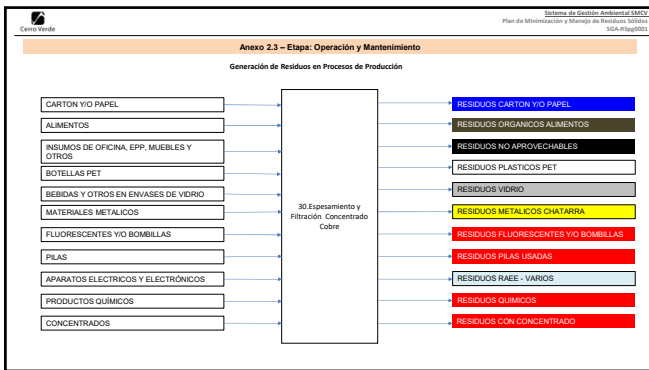 Cerro Verde
Sistema de Gestión Ambiental SMCV
Plan de Minimización y Manejo de Residuos Sólidos
SGA-RSpg0001
Anexo 2.3 – Etapa: Operación y Mantenimiento
Generación de Residuos en Procesos de Producción
CARTON Y/O PAPEL
ALIMENTOS
INSUMOS DE OFICINA, EPP, MUEBLES Y
OTROS
BOTELLAS PET
BEBIDAS Y OTROS EN ENVASES DE VIDRIO
MATERIALES METALICOS
FLUORESCENTES Y/O BOMBILLAS
PILAS
APARATOS ELECTRICOS Y ELECTRÓNICOS
PRODUCTOS QUÍMICOS
CONCENTRADOS
30.Espesamiento y
Filtración Concentrado
Cobre
RESIDUOS CARTON Y/O PAPEL
RESIDUOS ORGANICOS ALIMENTOS
RESIDUOS NO APROVECHABLES
RESIDUOS PLASTICOS PET
RESIDUOS VIDRIO
RESIDUOS METALICOS CHATARRA
RESIDUOS FLUORESCENTES Y/O BOMBILLAS
RESIDUOS PILAS USADAS
RESIDUOS RAEE - VARIOS
RESIDUOS QUIMICOS
RESIDUOS CON CONCENTRADO